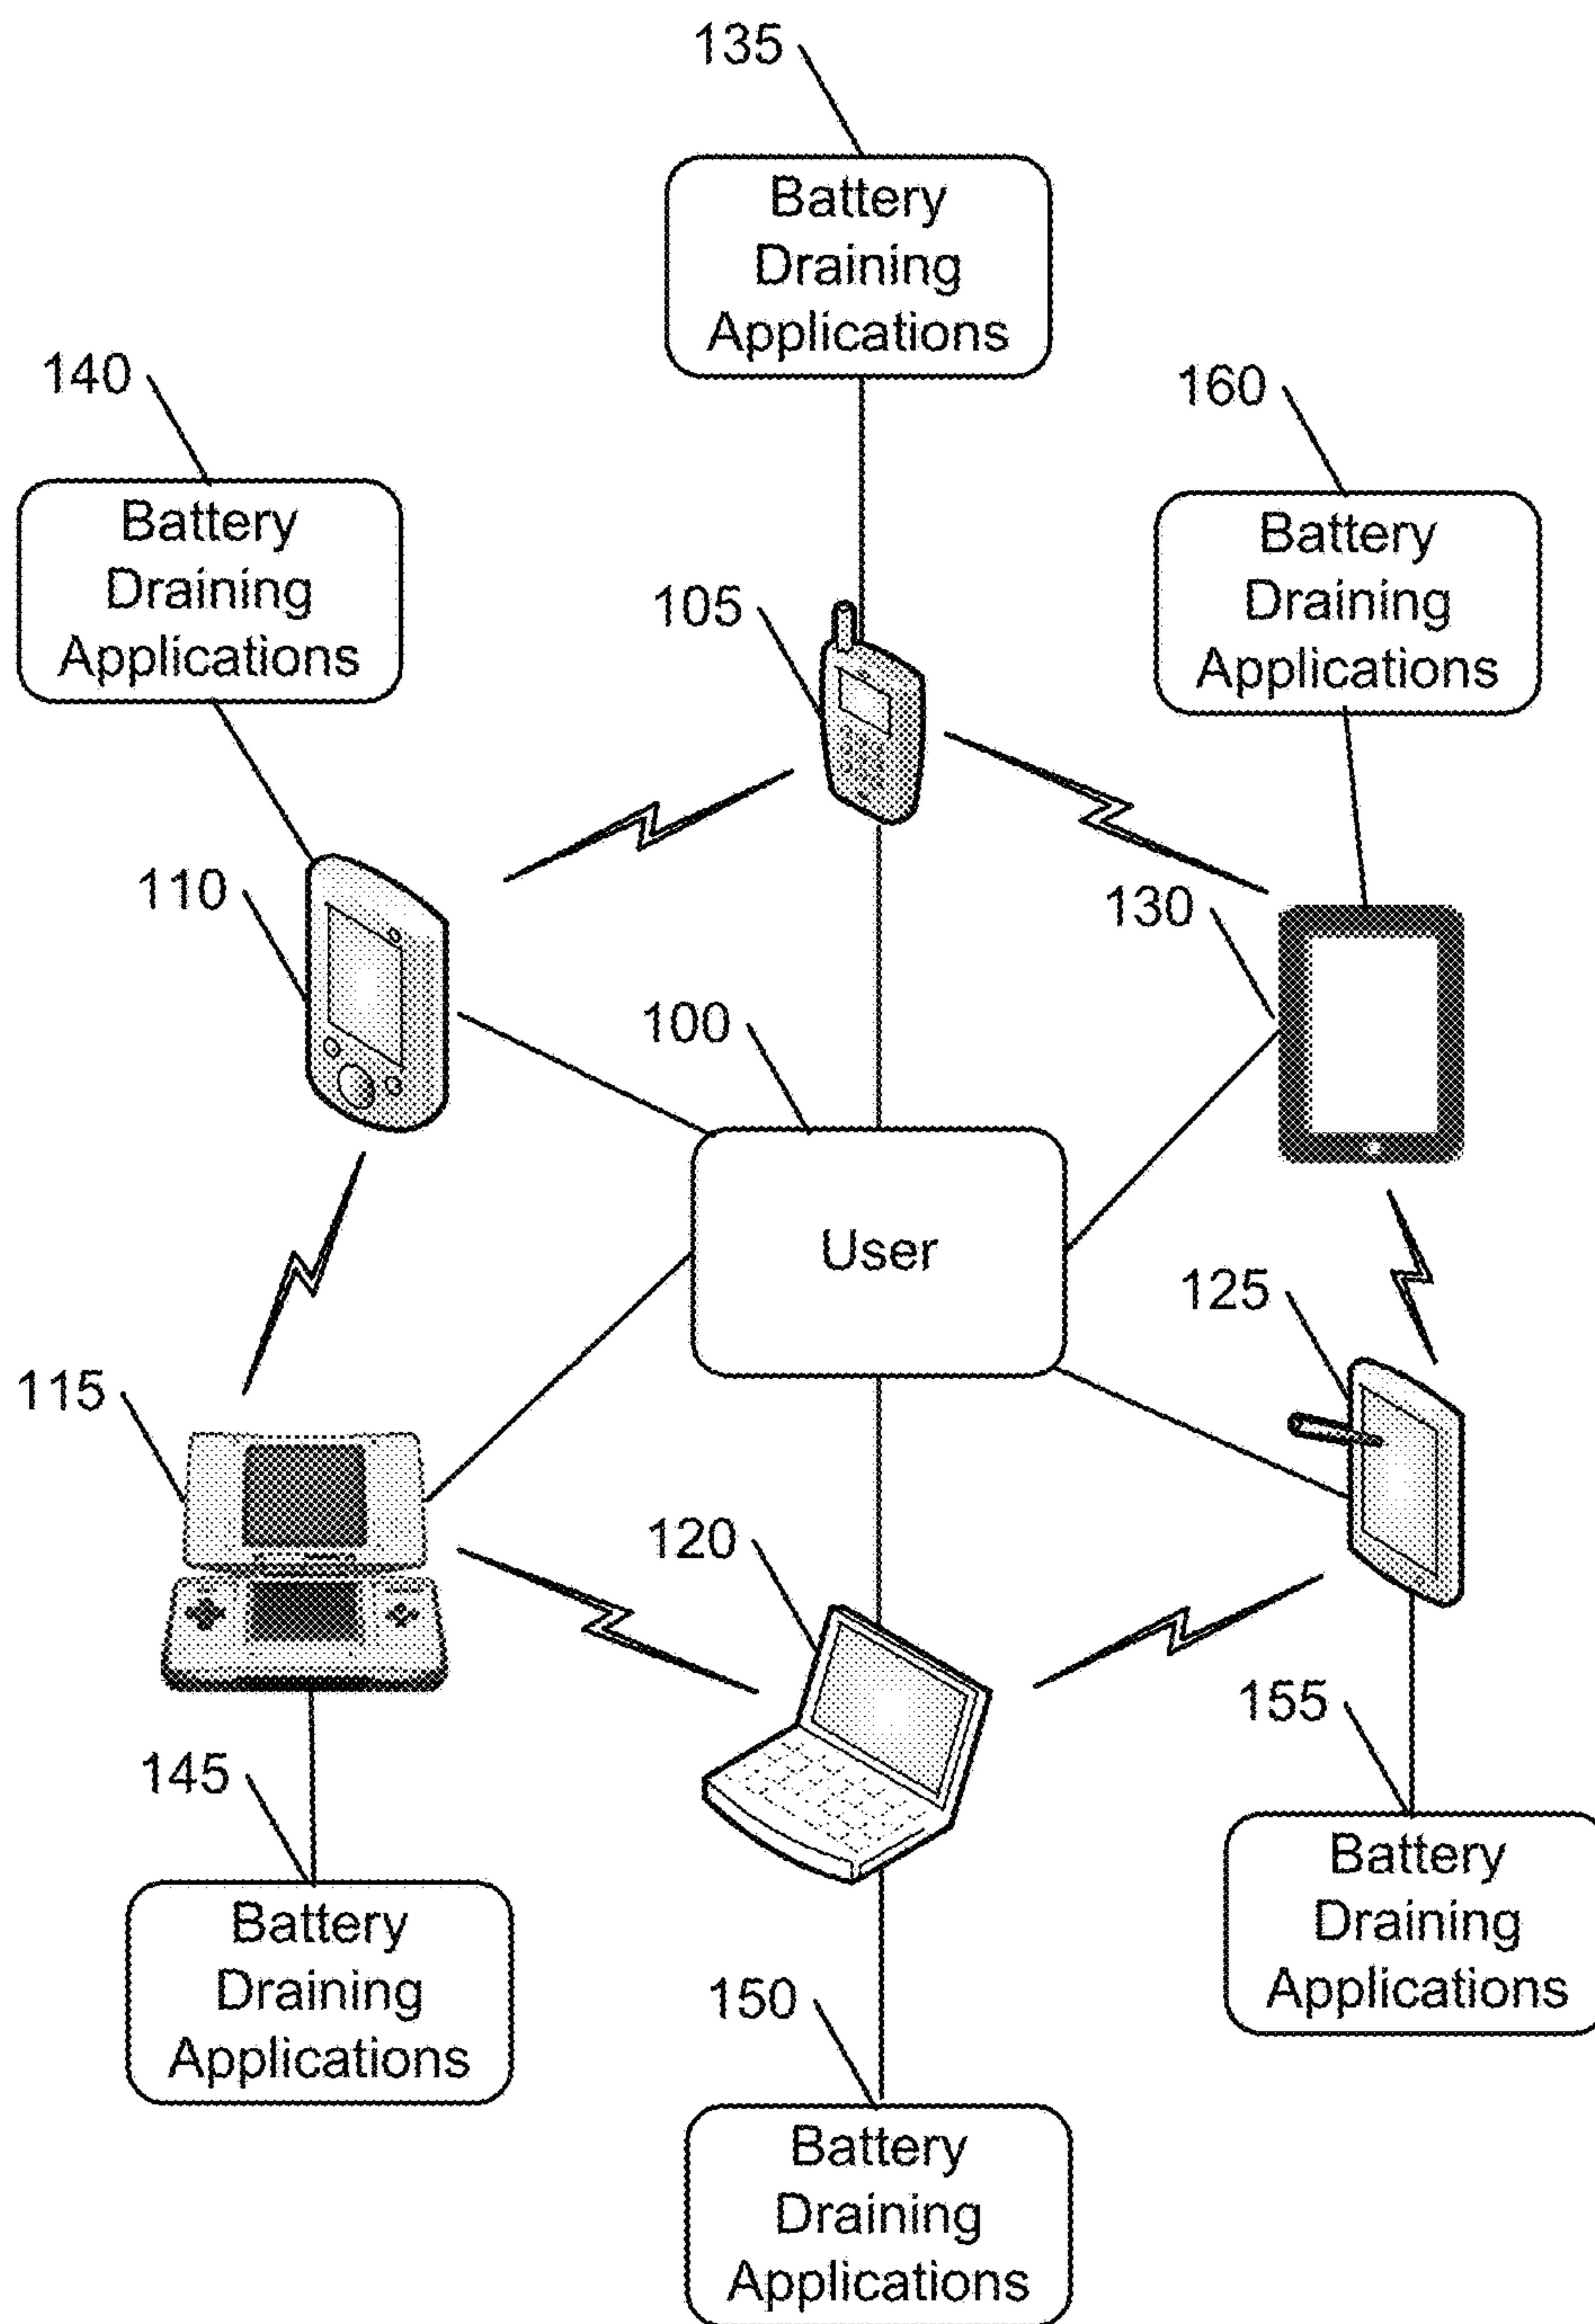 135
Battery
Draining
Applications
140
Battery
Draining
Applications
160
Battery
Draining
Applications
105
110
130
100
User
125
115
120
155
145
Battery
Draining
Applications
Battery
Draining
Applications
150
Battery
Draining
Applications